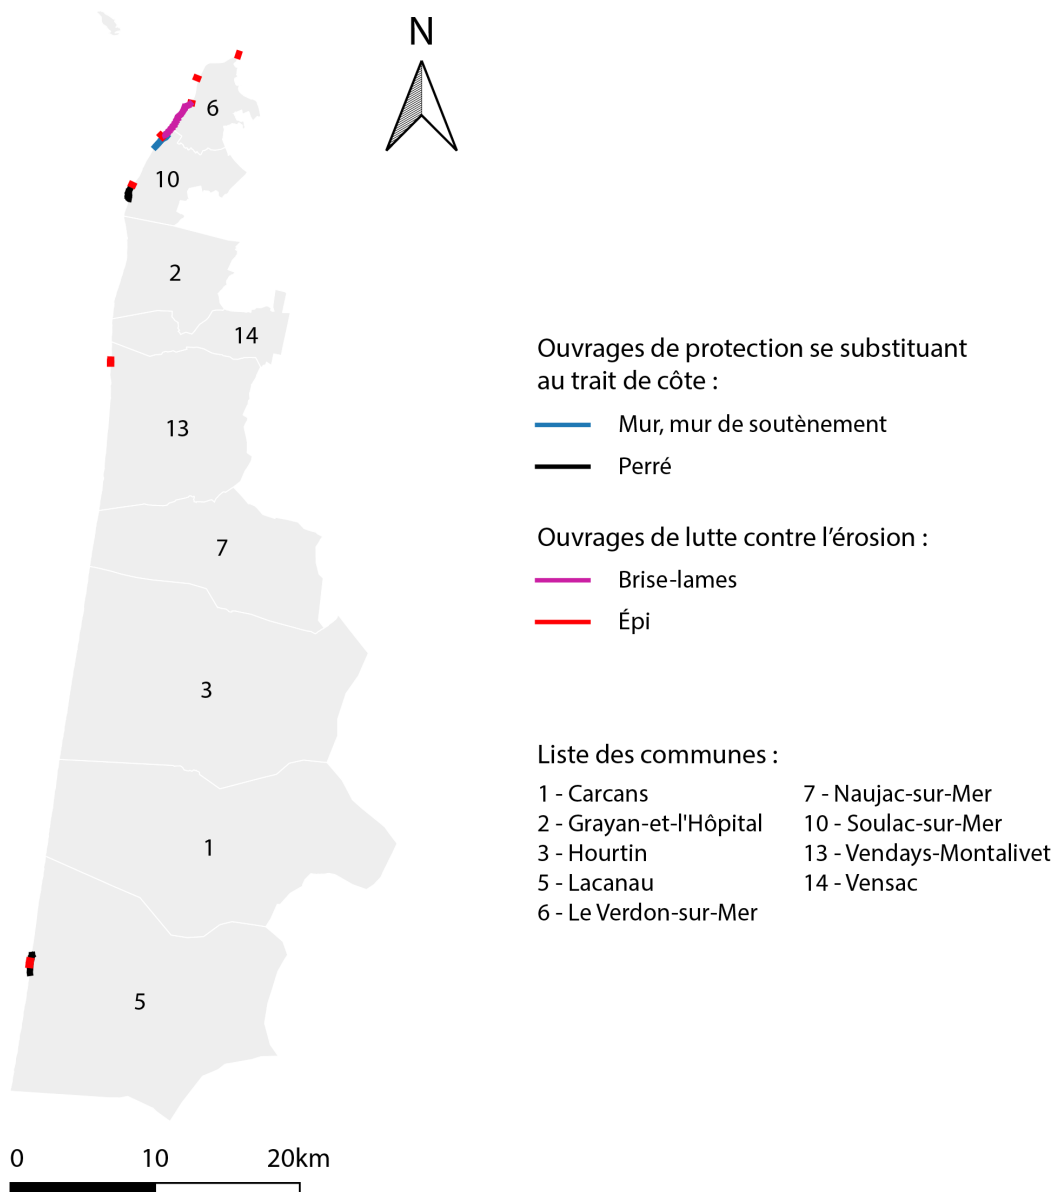 N
6
10
2
14
13
7
3
1
5
0 10 20km
Ouvrages de protection se substituant
au trait de côte :
Mur, mur de soutènement
Perré
Ouvrages de lutte contre l’érosion :
Brise-lames
Épi
Liste des communes :
1 - Carcans
2 - Grayan-et-l'Hôpital
3 - Hourtin
5 - Lacanau
6 - Le Verdon-sur-Mer
7 - Naujac-sur-Mer
10 - Soulac-sur-Mer
13 - Vendays-Montalivet
14 - Vensac